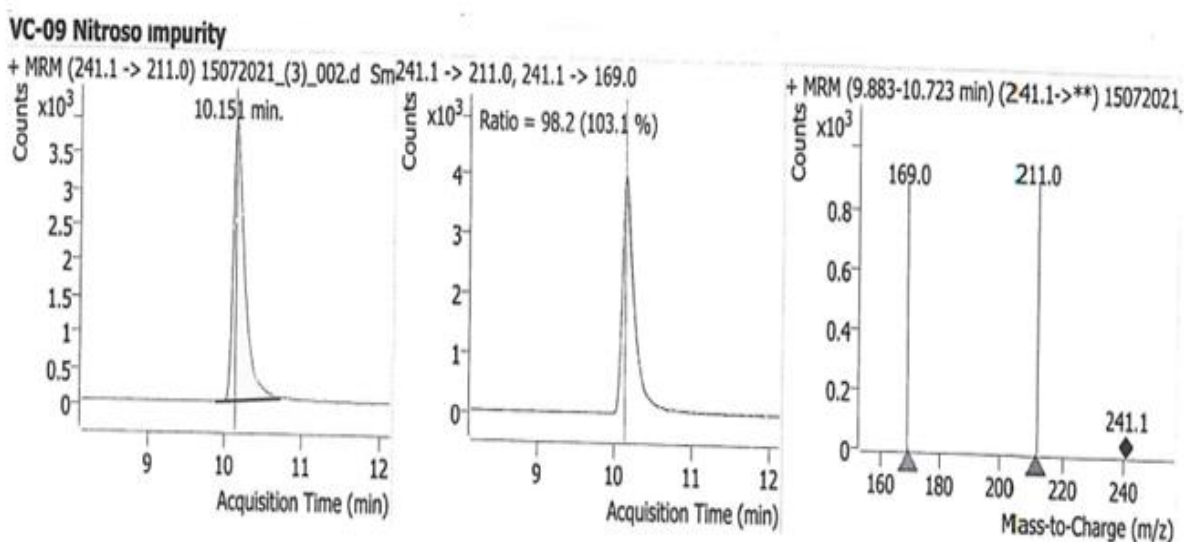 VC-09 Nitroso impurity
+ MRM (241.1 -> 211.0) 15072021_(3)_002.d Sm
Counts
x10³
10.151 min.
3.5
3
2.5
2
1.5
1
0.5
0
9 10 11 12
Acquisition Time (min)
241.1 -> 211.0, 241.1 -> 169.0
Counts
x10³
Ratio = 98.2 (103.1 %)
4
3
2
1
0
9 10 11 12
Acquisition Time (min)
+ MRM (9.883-10.723 min) (241.1->**) 15072021_
Counts
x10³
169.0 211.0
0.8
0.6
0.4
0.2
0
241.1
160 180 200 220 240
Mass-to-Charge (m/z)